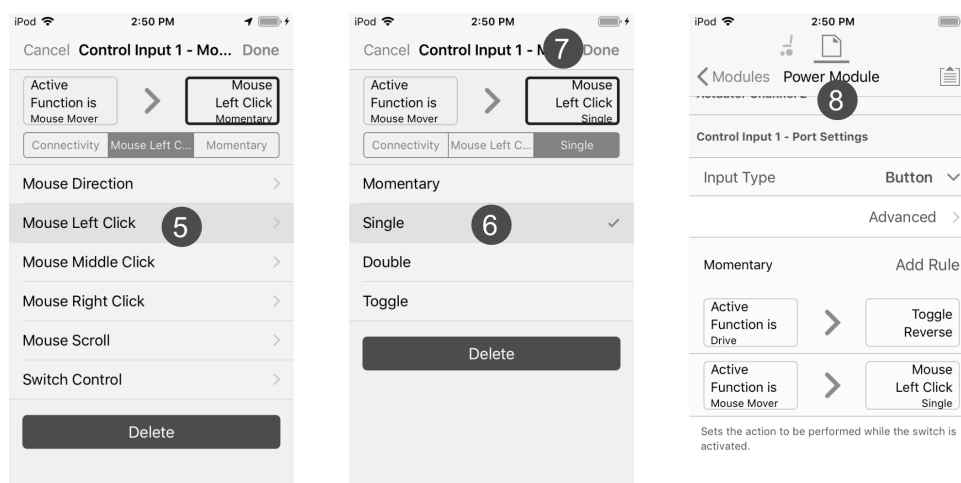 iPod 2:50 PM
Cancel Control Input 1 - Mo... Done
Active
Function is
Mouse Mover
Mouse
Left Click
Momentary
Connectivity Mouse Left C... Momentary
Mouse Direction
Mouse Left Click 5
Mouse Middle Click
Mouse Right Click
Mouse Scroll
Switch Control
Delete
iPod 2:50 PM
Cancel Control Input 1 - 7 Done
Active
Function is
Mouse Mover
Mouse
Left Click
Single
Connectivity Mouse Left C... Single
Momentary
Single 6
Double
Toggle
Delete
iPod 2:50 PM
Modules Power Module
8
Actuator Channel 2
Control Input 1 - Port Settings
Input Type Button
Advanced
Momentary Add Rule
Active
Function is
Drive
Toggle
Reverse
Active
Function is
Mouse Mover
Mouse
Left Click
Single
Sets the action to be performed while the switch is
activated.